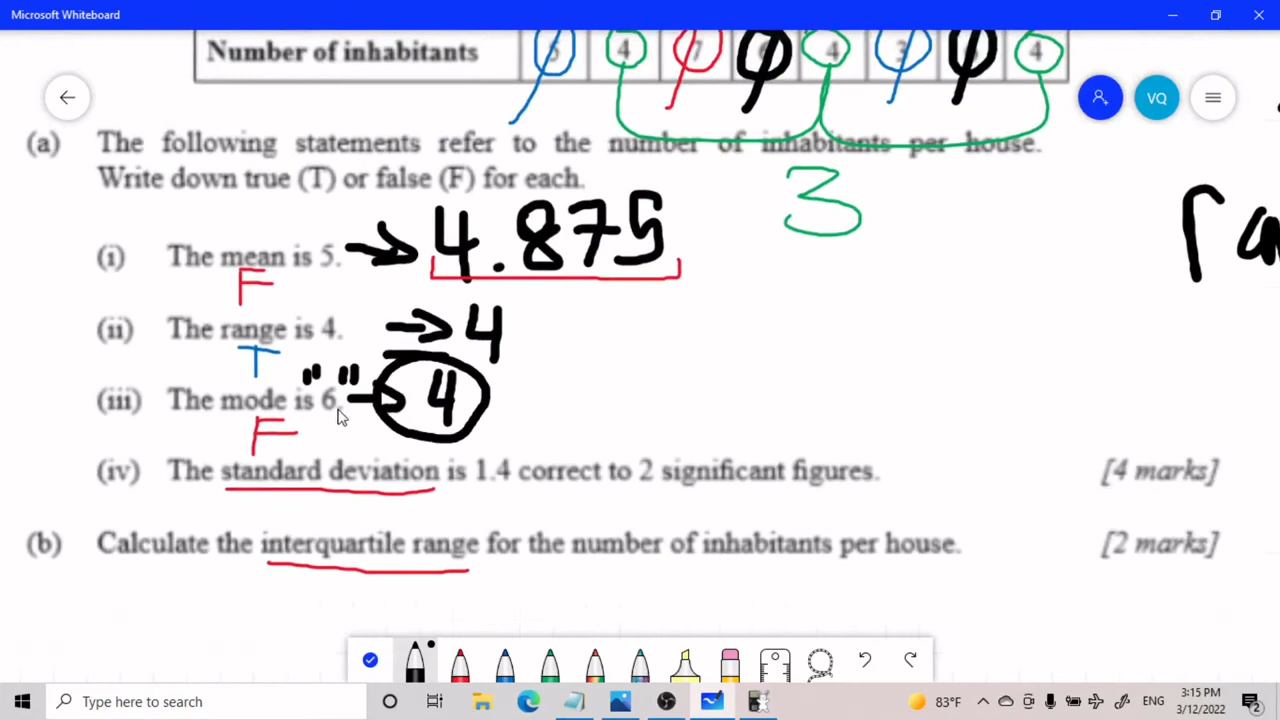 Microsoft Whiteboard
Number of inhabitants 4 7 4 3 4
VQ
(a) The following statements refer to the number of inhabitants per house.
Write down true (T) or false (F) for each.
3
(i) The mean is 5. → 4.875
F
(ii) The range is 4. → 4
T
(iii) The mode is 6. " " → 4
F
(iv) The standard deviation is 1.4 correct to 2 significant figures. [4 marks]
(b) Calculate the interquartile range for the number of inhabitants per house. [2 marks]
Type here to search
83°F
ENG
3:15 PM
3/12/2022
2